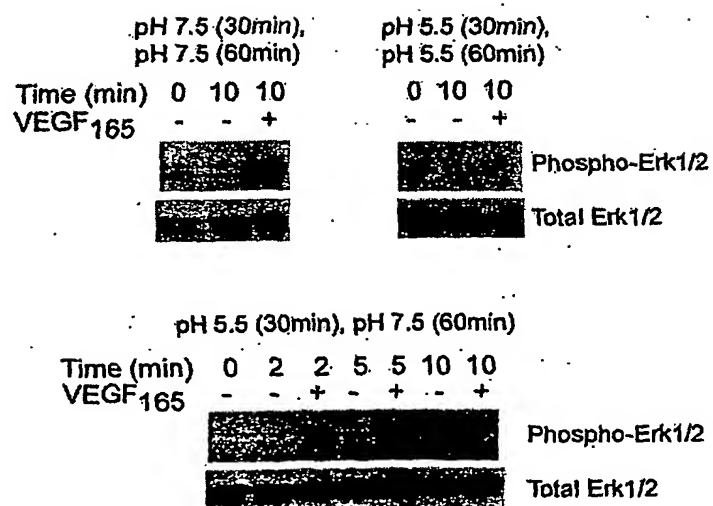 pH 7.5 (30min),
pH 7.5 (60min)
Time (min) 0 10 10
VEGF165 - - +
pH 5.5 (30min),
pH 5.5 (60min)
0 10 10
- - +
Phospho-Erk1/2
Total Erk1/2
pH 5.5 (30min), pH 7.5 (60min)
Time (min) 0 2 2 5 5 10 10
VEGF165 - - + - + - +
Phospho-Erk1/2
Total Erk1/2